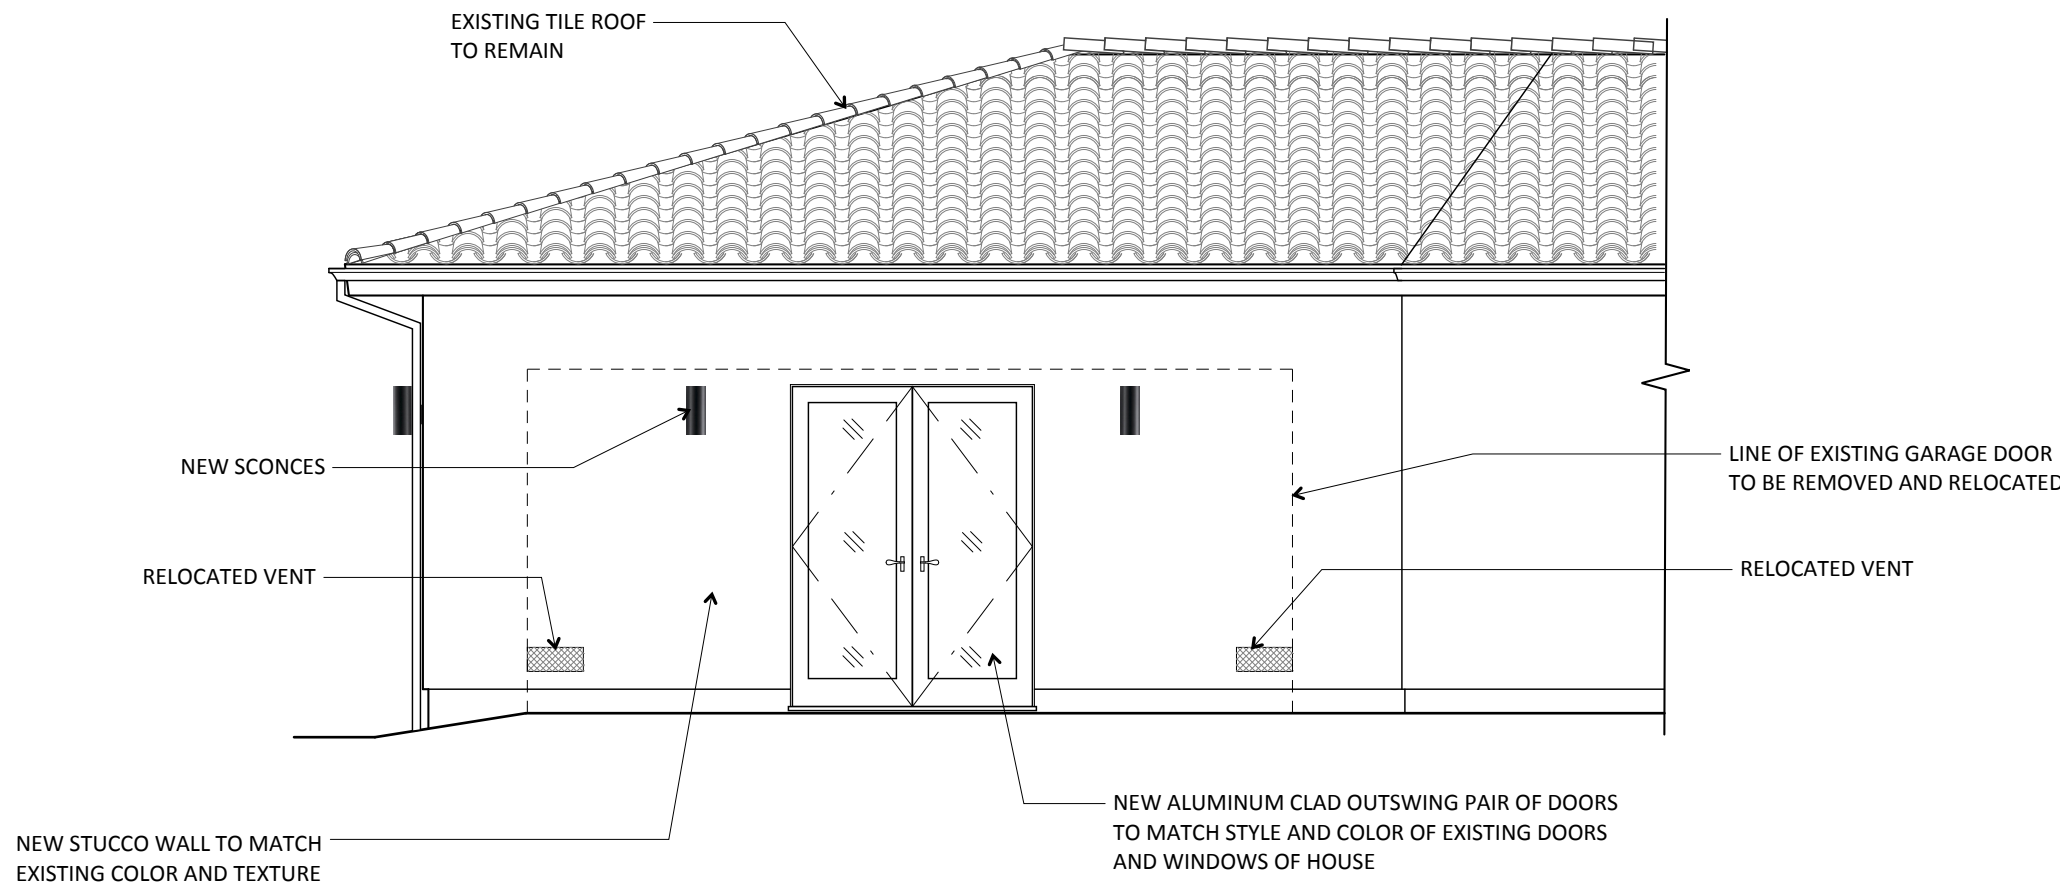 EXISTING TILE ROOF
TO REMAIN
NEW SCONCES
LINE OF EXISTING GARAGE DOOR
TO BE REMOVED AND RELOCATED
RELOCATED VENT
RELOCATED VENT
NEW ALUMINUM CLAD OUTSWING PAIR OF DOORS
TO MATCH STYLE AND COLOR OF EXISTING DOORS
AND WINDOWS OF HOUSE
NEW STUCCO WALL TO MATCH
EXISTING COLOR AND TEXTURE